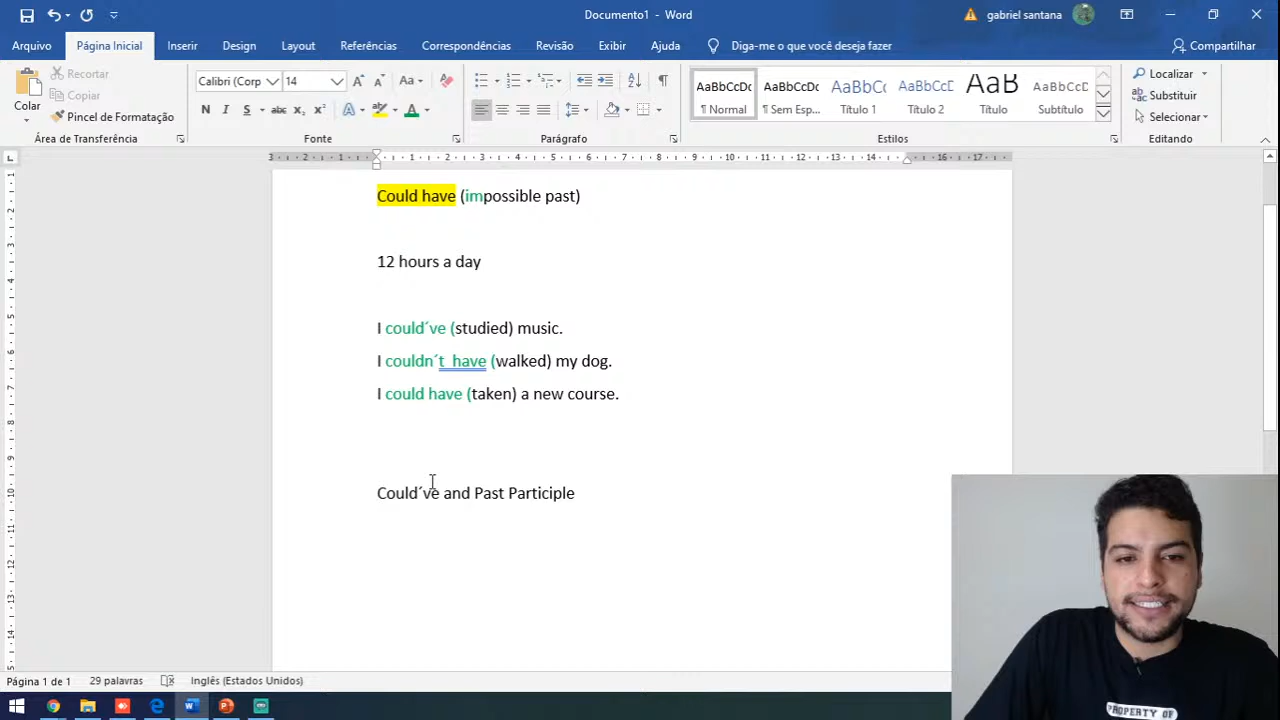 Documento1 - Word
gabriel santana
Arquivo
Página Inicial
Inserir
Design
Layout
Referências
Correspondências
Revisão
Exibir
Ajuda
Diga-me o que você deseja fazer
Compartilhar
Colar
Recortar
Copiar
Pincel de Formatação
Área de Transferência
Calibri (Corp
14
Fonte
Parágrafo
AaBbCcDc
¶ Normal
AaBbCcDc
¶ Sem Esp...
AaBbCc
Título 1
AaBbCcD
Título 2
AaB
Título
AaBbCcD
Subtítulo
Estilos
Localizar
Substituir
Selecionar
Editando
Could have (impossible past)
12 hours a day
I could´ve (studied) music.
I couldn´t  have (walked) my dog.
I could have (taken) a new course.
Could´ve and Past Participle
PROPERTY OF
Página 1 de 1
29 palavras
Inglês (Estados Unidos)